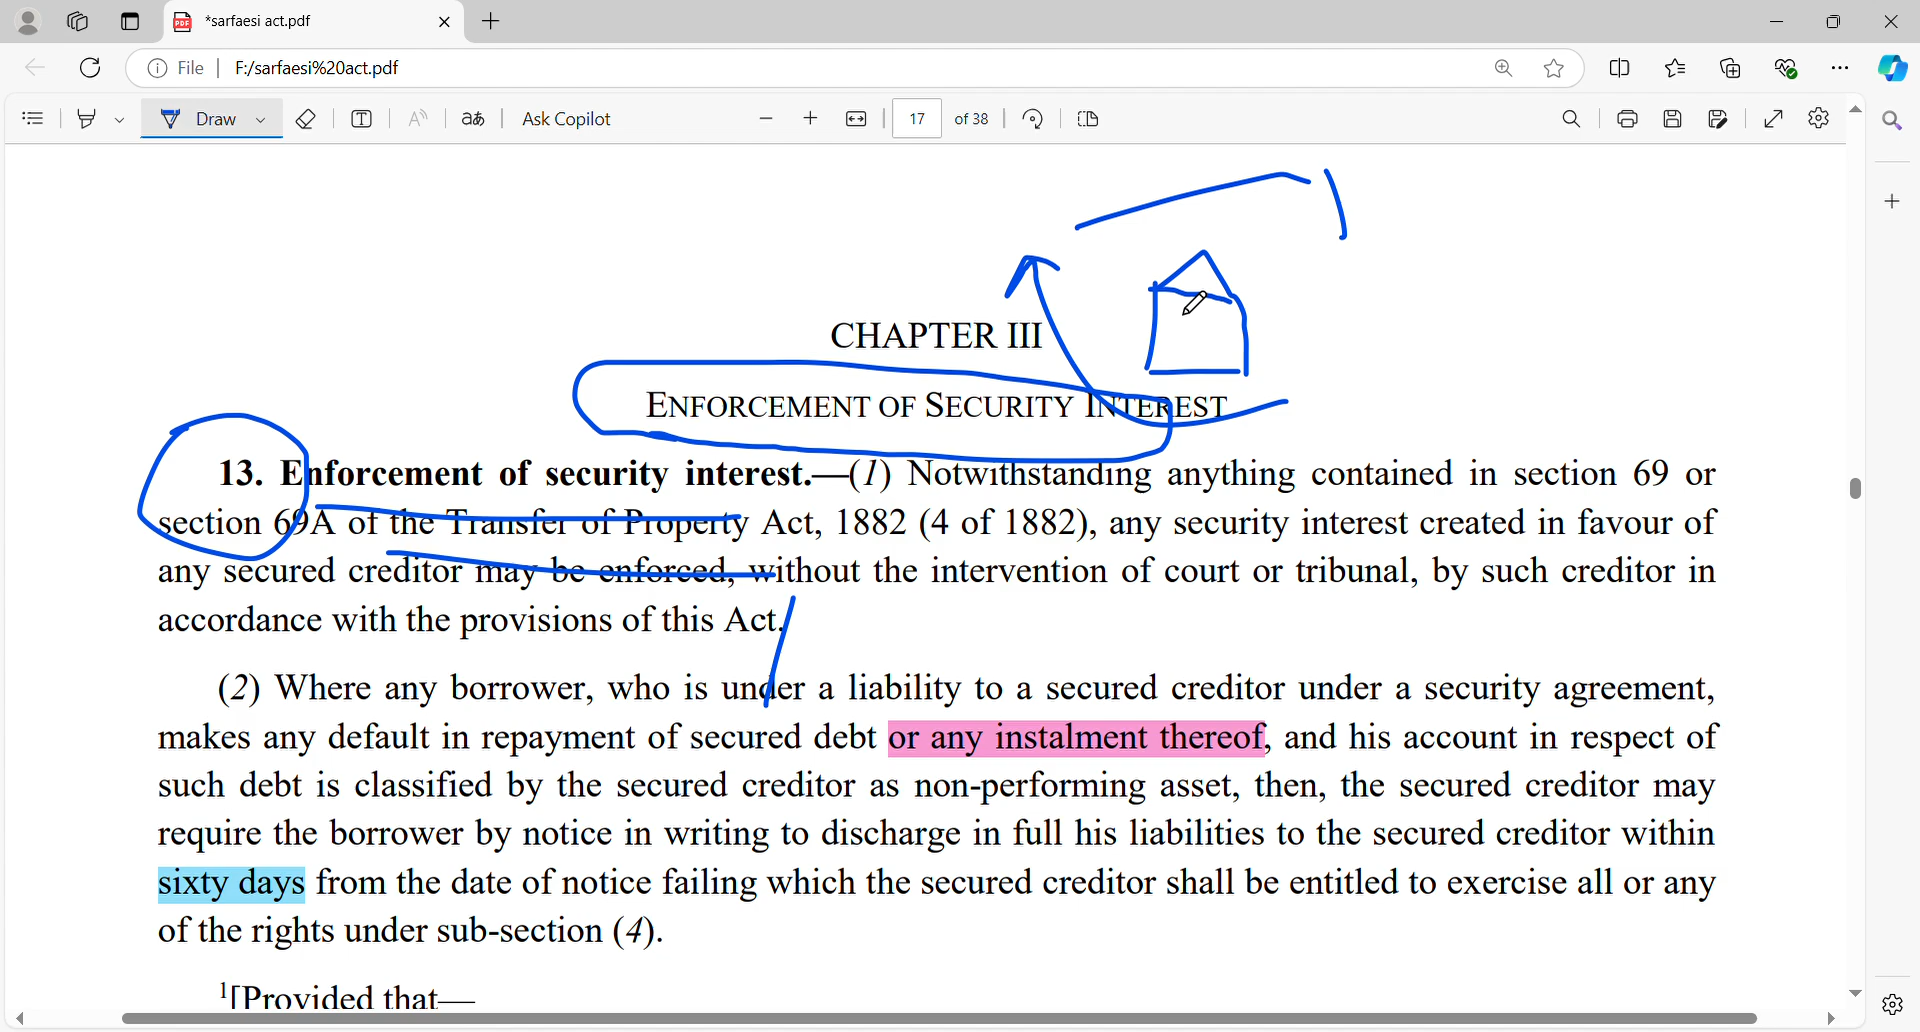 *sarfaesi act.pdf
File
F:/sarfaesi%20act.pdf
Draw
aあ
Ask Copilot
17
of 38
CHAPTER III
ENFORCEMENT OF SECURITY INTEREST
13. Enforcement of security interest.—(1) Notwithstanding anything contained in section 69 or
section 69A of the Transfer of Property Act, 1882 (4 of 1882), any security interest created in favour of
any secured creditor may be enforced, without the intervention of court or tribunal, by such creditor in
accordance with the provisions of this Act.
(2) Where any borrower, who is under a liability to a secured creditor under a security agreement,
makes any default in repayment of secured debt or any instalment thereof, and his account in respect of
such debt is classified by the secured creditor as non-performing asset, then, the secured creditor may
require the borrower by notice in writing to discharge in full his liabilities to the secured creditor within
sixty days from the date of notice failing which the secured creditor shall be entitled to exercise all or any
of the rights under sub-section (4).
1[Provided that—